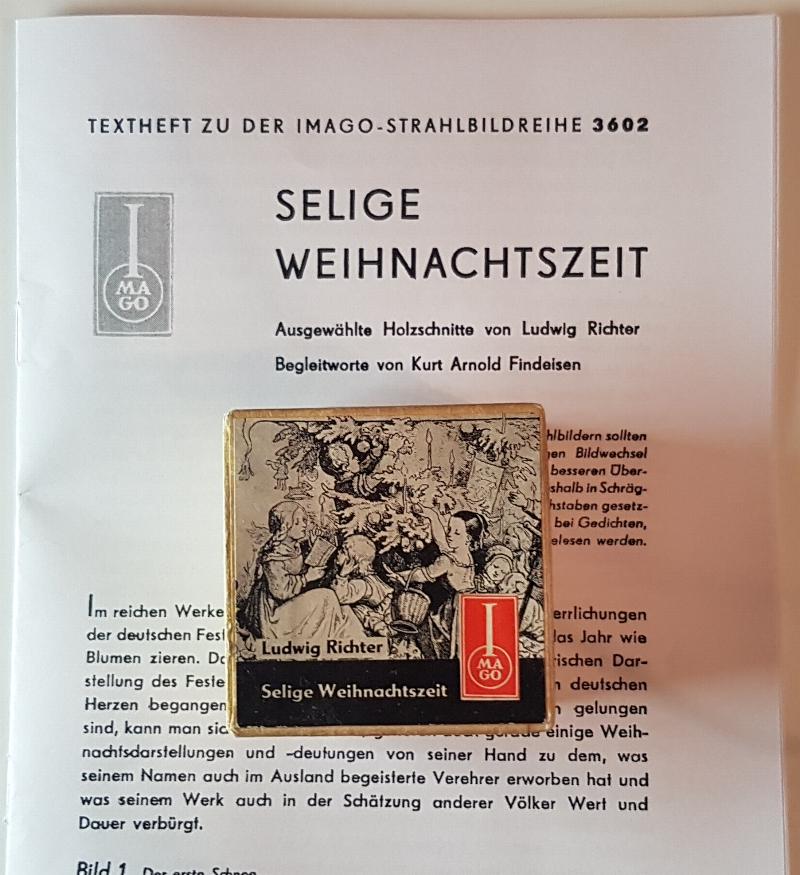 TEXTHEFT ZU DER IMAGO-STRAHLBILDREIHE 3602
I
MA
GO
SELIGE
WEIHNACHTSZEIT
Ausgewählte Holzschnitte von Ludwig Richter
Begleitworte von Kurt Arnold Findeisen
hlbildern sollten
en Bildwechsel
besseren Über-
shalb in Schräg-
hstaben gesetz-
bei Gedichten,
elesen werden.
Im reichen Werke
errlichungen
der deutschen Fest
das Jahr wie
Blumen zieren.
rischen Dar-
stellung des Feste
deutschen
Herzen begangen
gelungen
sind, kann man sic
gerade einige Weih-
nachtsdarstellungen und -deutungen von seiner Hand zu dem, was
seinem Namen auch im Ausland begeisterte Verehrer erworben hat und
was seinem Werk auch in der Schätzung anderer Völker Wert und
Dauer verbürgt.
Bild 1 Der erste Schnee
Ludwig Richter
Selige Weihnachtszeit
I
MA
GO